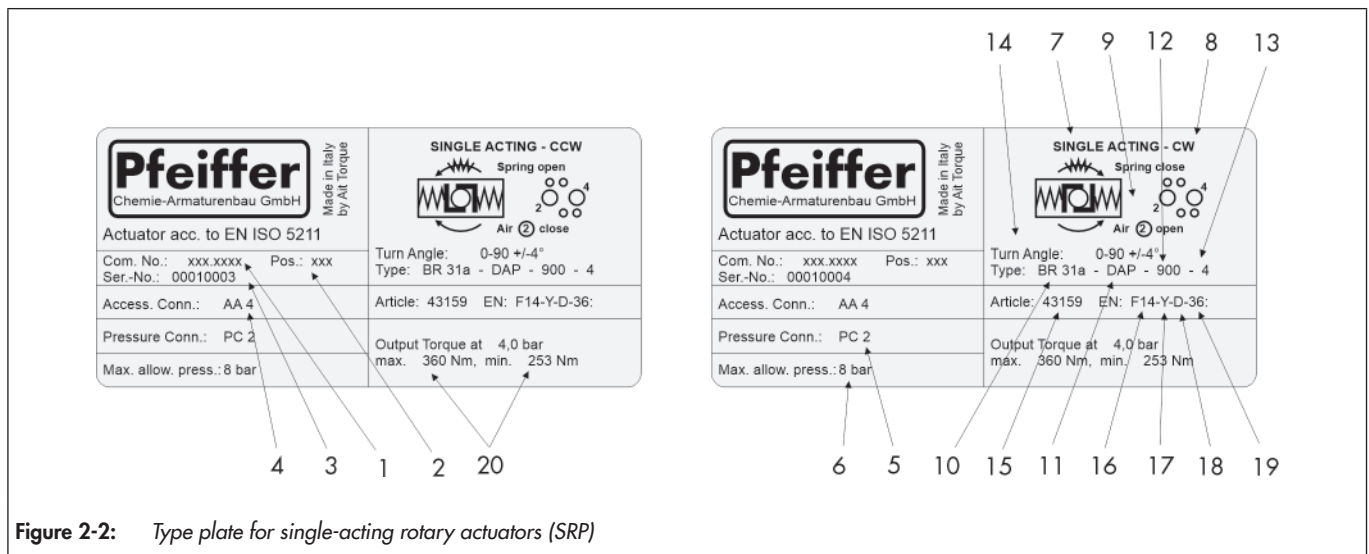 14 7 9 12 8 13
Pfeiffer
Chemie-Armaturenbau GmbH
Made in Italy
by Ait Torque
Actuator acc. to EN ISO 5211
Com. No.: xxx.xxxx Pos.: xxx
Ser.-No.: 00010003
Access. Conn.: AA 4
Pressure Conn.: PC 2
Max. allow. press.: 8 bar
SINGLE ACTING - CCW
Spring open
4
2
Air 2 close
Turn Angle: 0-90 +/-4°
Type: BR 31a - DAP - 900 - 4
Article: 43159 EN: F14-Y-D-36:
Output Torque at 4,0 bar
max. 360 Nm, min. 253 Nm
4 3 1 2 20
Pfeiffer
Chemie-Armaturenbau GmbH
Made in Italy
by Ait Torque
Actuator acc. to EN ISO 5211
Com. No.: xxx.xxxx Pos.: xxx
Ser.-No.: 00010004
Access. Conn.: AA 4
Pressure Conn.: PC 2
Max. allow. press.: 8 bar
SINGLE ACTING - CW
Spring close
4
2
Air 2 open
Turn Angle: 0-90 +/-4°
Type: BR 31a - DAP - 900 - 4
Article: 43159 EN: F14-Y-D-36:
Output Torque at 4,0 bar
max. 360 Nm, min. 253 Nm
6 5 10 15 11 16 17 18 19
Figure 2-2: Type plate for single-acting rotary actuators (SRP)